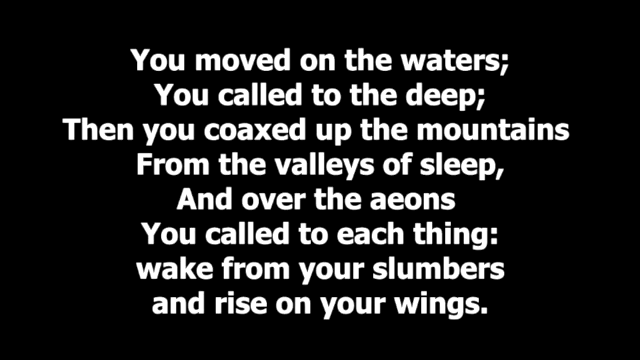 You moved on the waters;
You called to the deep;
Then you coaxed up the mountains
From the valleys of sleep,
And over the aeons
You called to each thing:
wake from your slumbers
and rise on your wings.